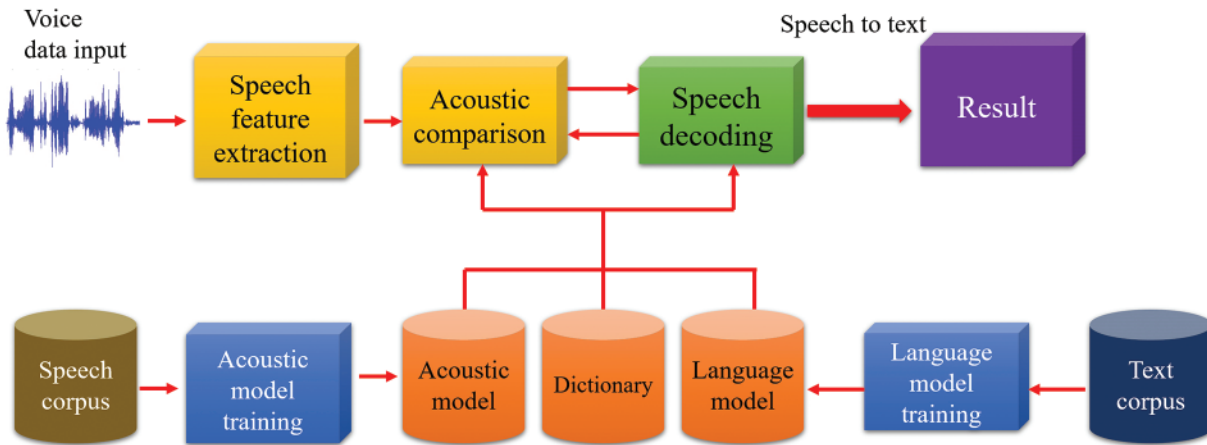 Voice
data input
Speech
feature
extraction
Acoustic
comparison
Speech
decoding
Speech to text
Result
Speech
corpus
Acoustic
model
training
Acoustic
model
Dictionary
Language
model
Language
model
training
Text
corpus